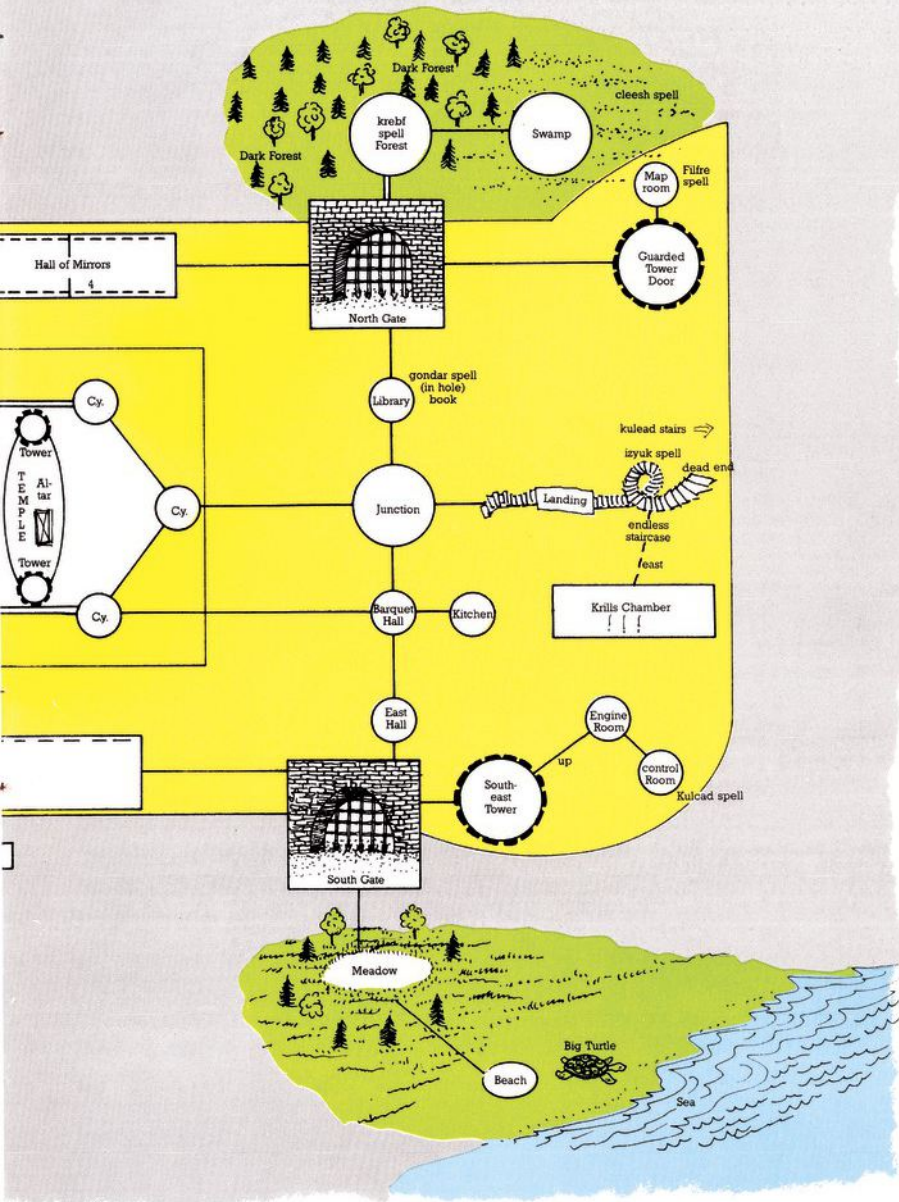 Dark Forest
cleesh spell
krebf
spell
Forest
Swamp
Dark Forest
Map
room
Filfre
spell
Guarded
Tower
Door
Hall of Mirrors
4
North Gate
gondar spell
(in hole)
book
Library
kulead stairs
izyuk spell
dead end
C.y.
Tower
TEMPLE
Al-
tar
Tower
C.y.
Junction
Landing
endless
staircase
east
Krills Chamber
C.y.
Barquet
Hall
Kitchen
East
Hall
Engine
Room
up
control
Room
Kulcad spell
South-
east
Tower
South Gate
Meadow
Big Turtle
Beach
Sea